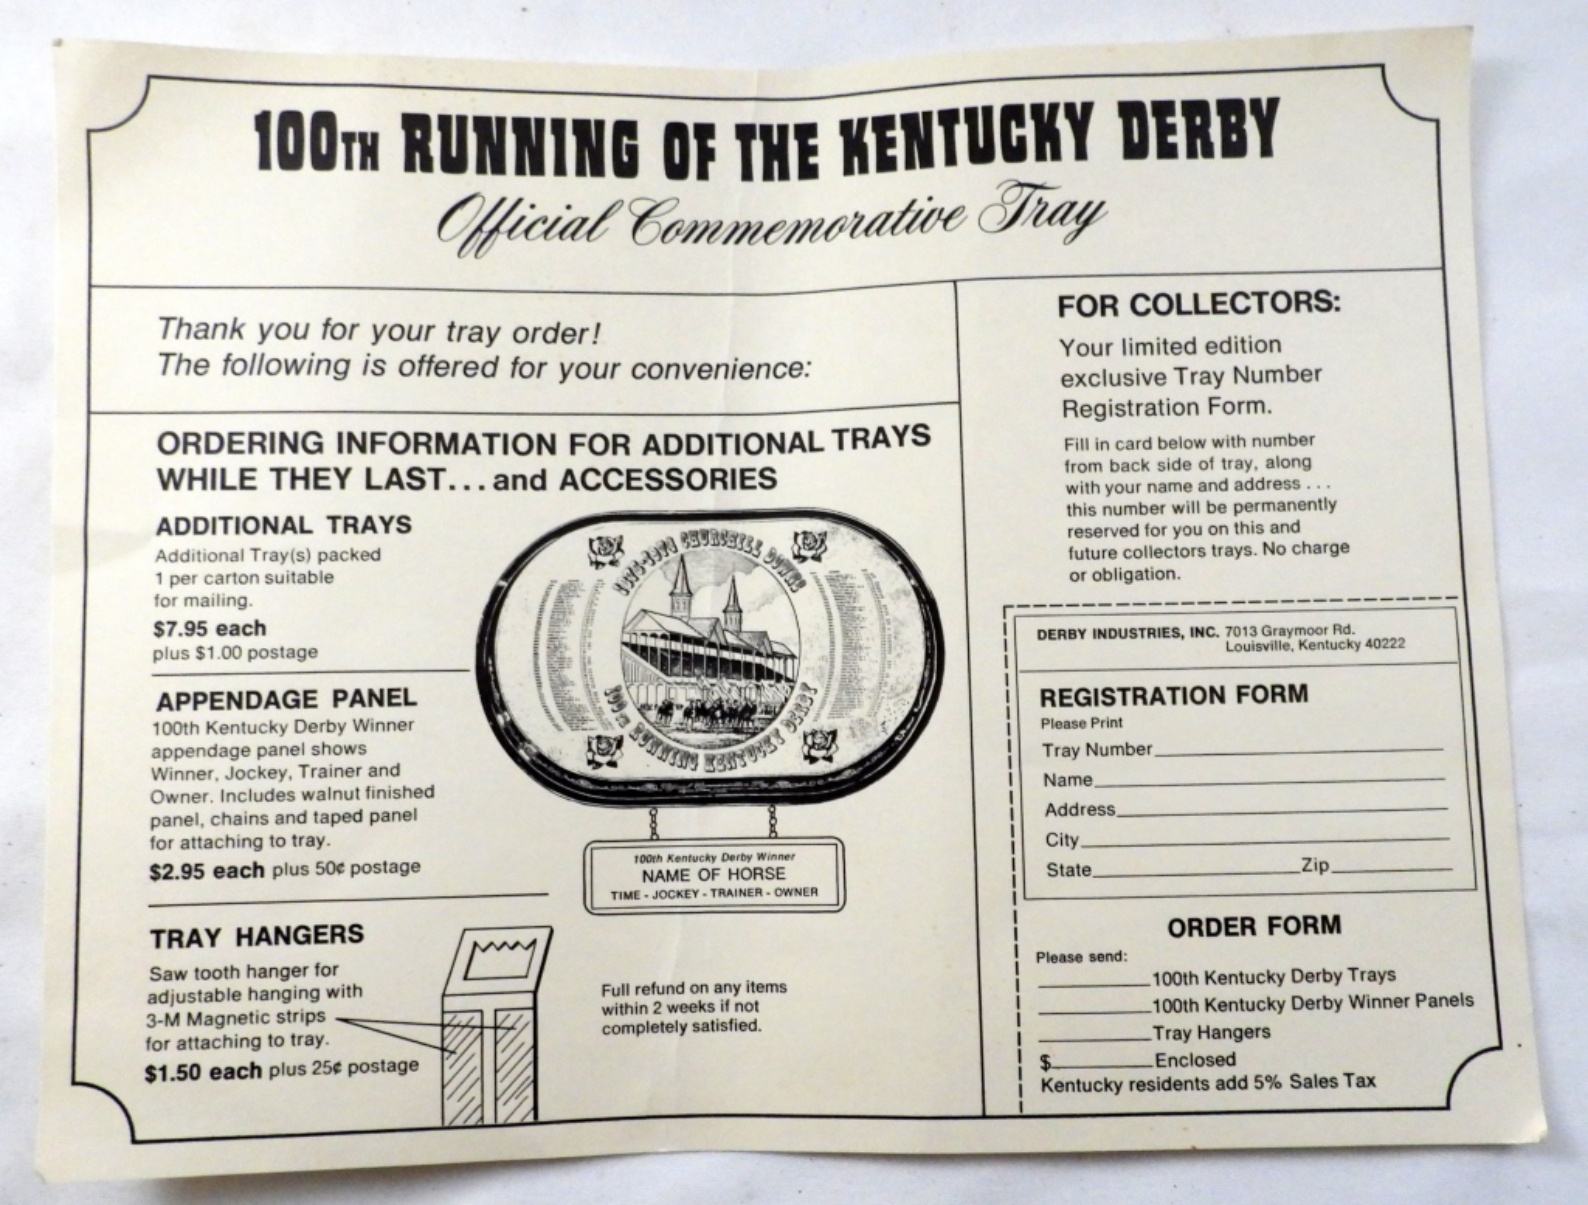 100TH RUNNING OF THE KENTUCKY DERBY
Official Commemorative Tray
Thank you for your tray order!
The following is offered for your convenience:
ORDERING INFORMATION FOR ADDITIONAL TRAYS
WHILE THEY LAST... and ACCESSORIES
ADDITIONAL TRAYS
Additional Tray(s) packed
1 per carton suitable
for mailing.
$7.95 each
plus $1.00 postage
APPENDAGE PANEL
100th Kentucky Derby Winner
appendage panel shows
Winner, Jockey, Trainer and
Owner. Includes walnut finished
panel, chains and taped panel
for attaching to tray.
$2.95 each plus 50¢ postage
TRAY HANGERS
Saw tooth hanger for
adjustable hanging with
3-M Magnetic strips
for attaching to tray.
$1.50 each plus 25¢ postage
1875-1974 CHURCHILL DOWNS
100TH RUNNING KENTUCKY DERBY
100th Kentucky Derby Winner
NAME OF HORSE
TIME - JOCKEY - TRAINER - OWNER
Full refund on any items
within 2 weeks if not
completely satisfied.
FOR COLLECTORS:
Your limited edition
exclusive Tray Number
Registration Form.
Fill in card below with number
from back side of tray, along
with your name and address . . .
this number will be permanently
reserved for you on this and
future collectors trays. No charge
or obligation.
DERBY INDUSTRIES, INC. 7013 Graymoor Rd.
Louisville, Kentucky 40222
REGISTRATION FORM
Please Print
Tray Number
Name
Address
City
State Zip
ORDER FORM
Please send:
100th Kentucky Derby Trays
100th Kentucky Derby Winner Panels
Tray Hangers
$ Enclosed
Kentucky residents add 5% Sales Tax